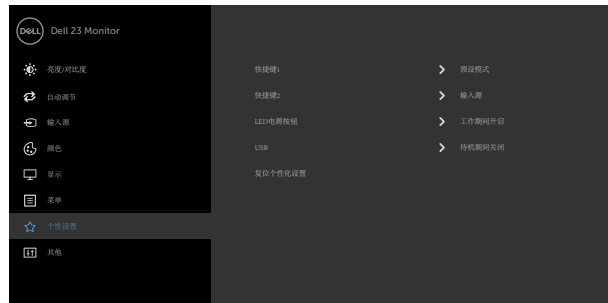 DELL Dell 23 Monitor
亮度/对比度
自动调节
输入源
颜色
显示
菜单
个性设置
其他
快捷键1 预设模式
快捷键2 输入源
LED电源按钮 工作期间开启
USB 待机期间关闭
复位个性化设置